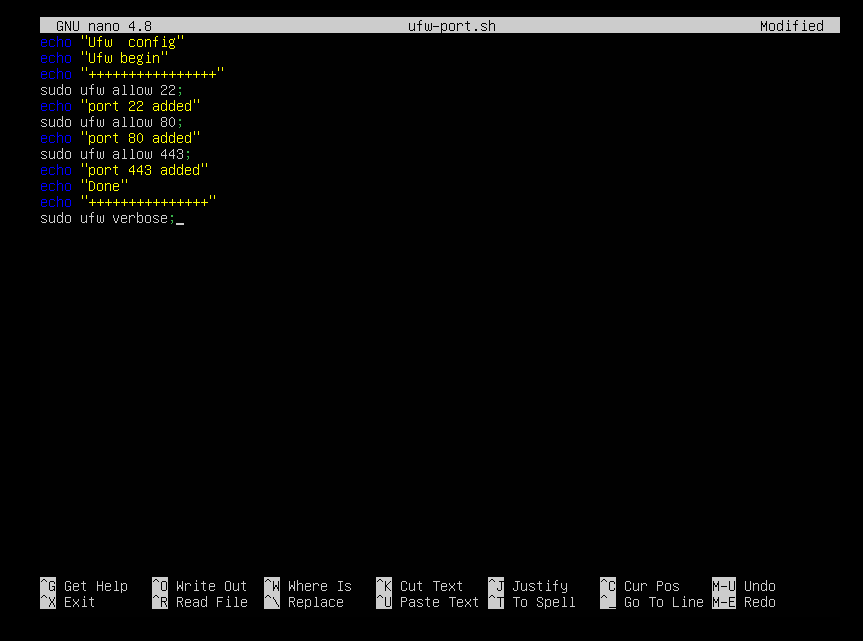 GNU nano 4.8 ufw-port.sh Modified
echo "Ufw  config"
echo "Ufw begin"
echo "++++++++++++++++"
sudo ufw allow 22;
echo "port 22 added"
sudo ufw allow 80;
echo "port 80 added"
sudo ufw allow 443;
echo "port 443 added"
echo "Done"
echo "+++++++++++++++"
sudo ufw verbose;_
^G Get Help ^O Write Out ^W Where Is ^K Cut Text ^J Justify ^C Cur Pos M-U Undo
^X Exit ^R Read File ^\ Replace ^U Paste Text ^T To Spell ^_ Go To Line M-E Redo